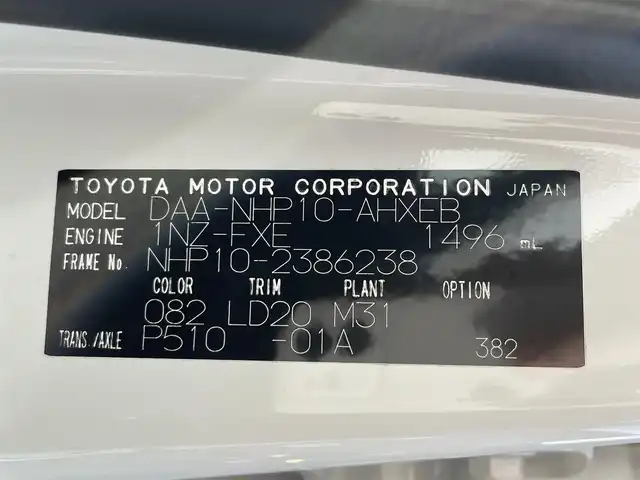 TOYOTA MOTOR CORPORATION JAPAN
MODEL DAA-NHP10-AHXEB
ENGINE 1NZ-FXE 1496 mL
FRAME No. NHP10-2386238
COLOR TRIM PLANT OPTION
082 LD20 M31
TRANS./AXLE P510 -01A 382